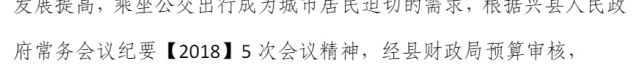 发展提高，乘坐公交出行成为城市居民迫切的需求，根据兴县人民政
府常务会议纪要【2018】5 次会议精神，经县财政局预算审核，